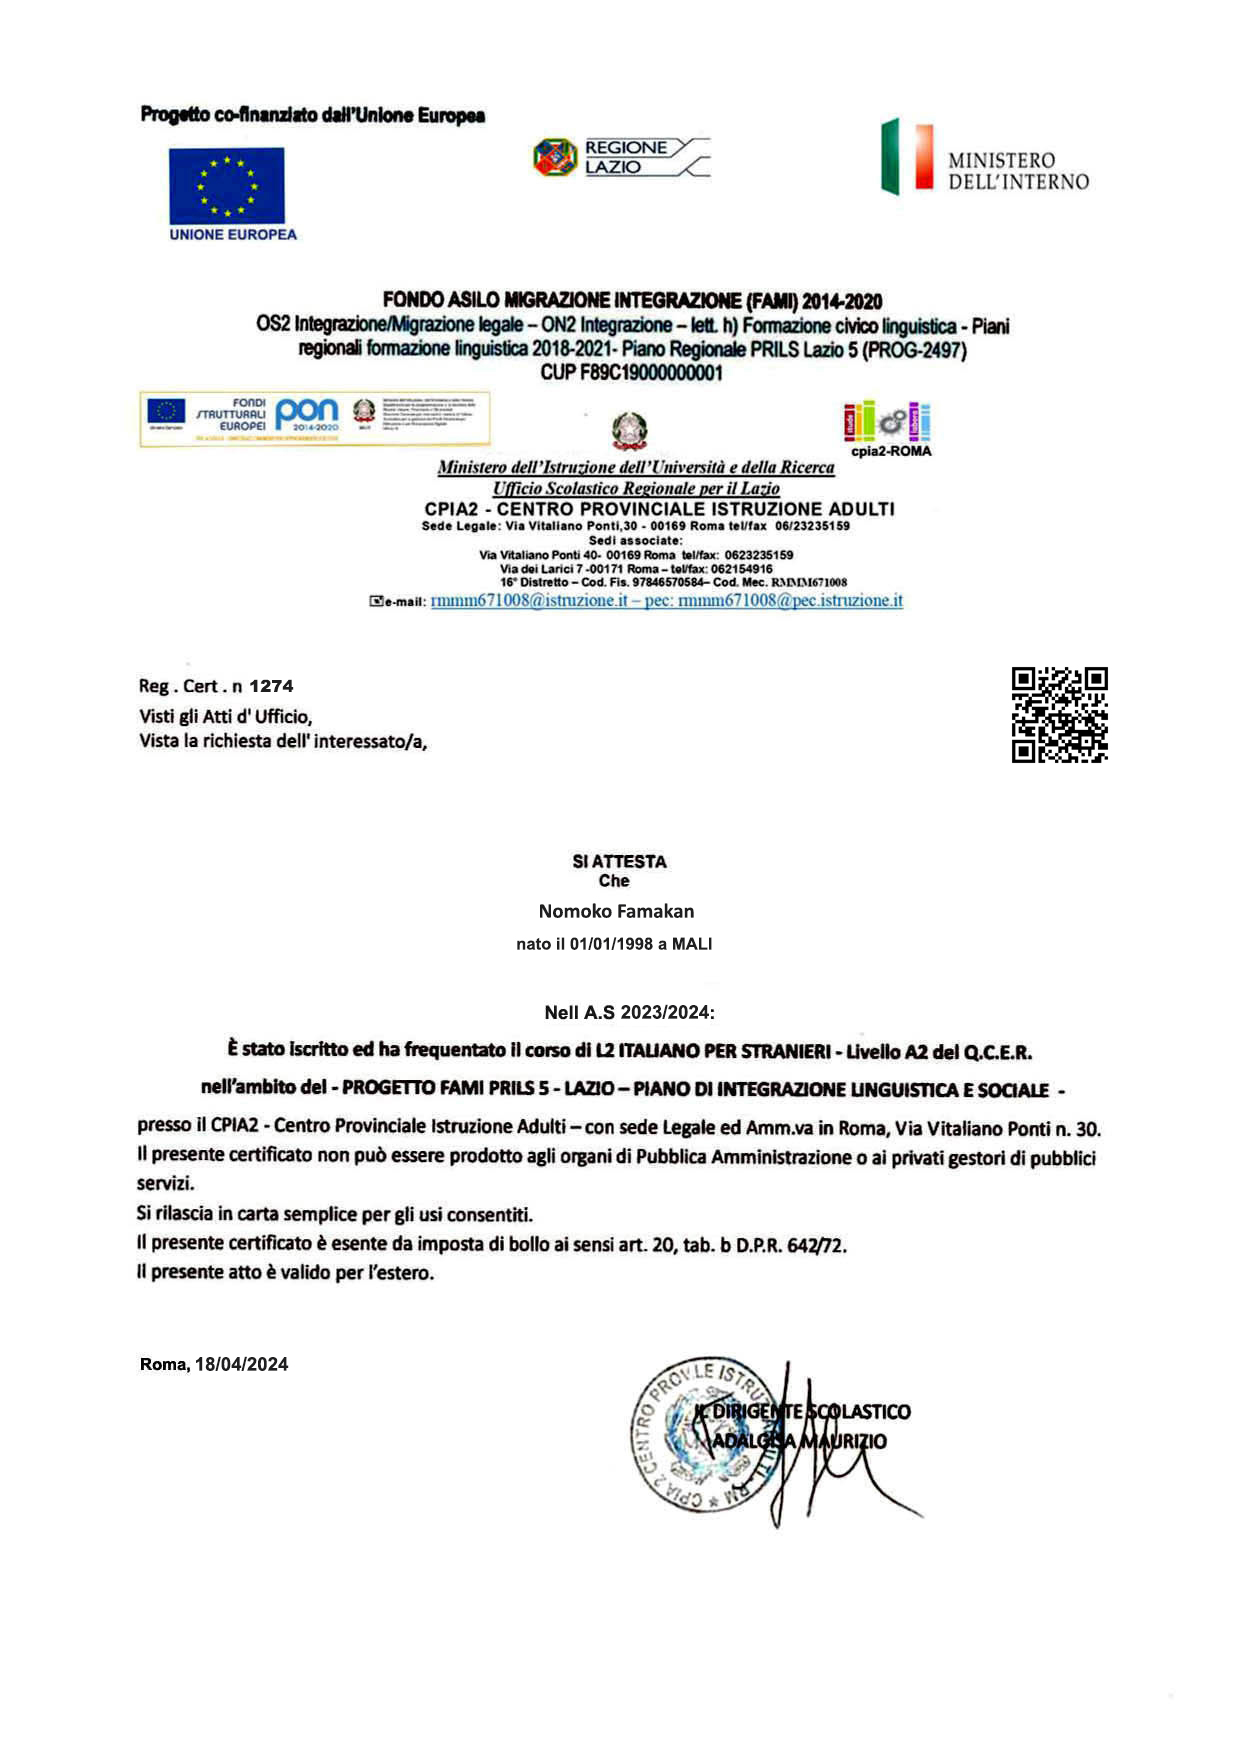 Progetto co-finanziato dall'Unione Europea
REGIONE
LAZIO
MINISTERO
DELL'INTERNO
UNIONE EUROPEA
FONDO ASILO MIGRAZIONE INTEGRAZIONE (FAMI) 2014-2020
OS2 Integrazione/Migrazione legale – ON2 Integrazione – lett. h) Formazione civico linguistica - Piani
regionali formazione linguistica 2018-2021- Piano Regionale PRILS Lazio 5 (PROG-2497)
CUP F89C19000000001
FONDI
STRUTTURALI
EUROPEI
pon
2014-2020
cpia2-ROMA
Ministero dell'Istruzione dell'Università e della Ricerca
Ufficio Scolastico Regionale per il Lazio
CPIA2 - CENTRO PROVINCIALE ISTRUZIONE ADULTI
Sede Legale: Via Vitaliano Ponti,30 - 00169 Roma tel/fax 06/23235159
Sedi associate:
Via Vitaliano Ponti 40- 00169 Roma tel/fax: 0623235159
Via dei Larici 7 -00171 Roma – tel/fax: 062154916
16° Distretto – Cod. Fis. 97846570584– Cod. Mec. RMMM671008
e-mail: rmmm671008@istruzione.it – pec: rmmm671008@pec.istruzione.it
Reg . Cert . n 1274
Visti gli Atti d' Ufficio,
Vista la richiesta dell' interessato/a,
SI ATTESTA
Che
Nomoko Famakan
nato il 01/01/1998 a MALI
Nell A.S 2023/2024:
È stato iscritto ed ha frequentato il corso di L2 ITALIANO PER STRANIERI - Livello A2 del Q.C.E.R.
nell'ambito del - PROGETTO FAMI PRILS 5 - LAZIO – PIANO DI INTEGRAZIONE LINGUISTICA E SOCIALE -
presso il CPIA2 - Centro Provinciale Istruzione Adulti – con sede Legale ed Amm.va in Roma, Via Vitaliano Ponti n. 30.
Il presente certificato non può essere prodotto agli organi di Pubblica Amministrazione o ai privati gestori di pubblici
servizi.
Si rilascia in carta semplice per gli usi consentiti.
Il presente certificato è esente da imposta di bollo ai sensi art. 20, tab. b D.P.R. 642/72.
Il presente atto è valido per l'estero.
Roma, 18/04/2024
IL DIRIGENTE SCOLASTICO
ADALGISA MAURIZIO
CPIA 2 CENTRO PROV.LE ISTRUZ. ADULTI - RM